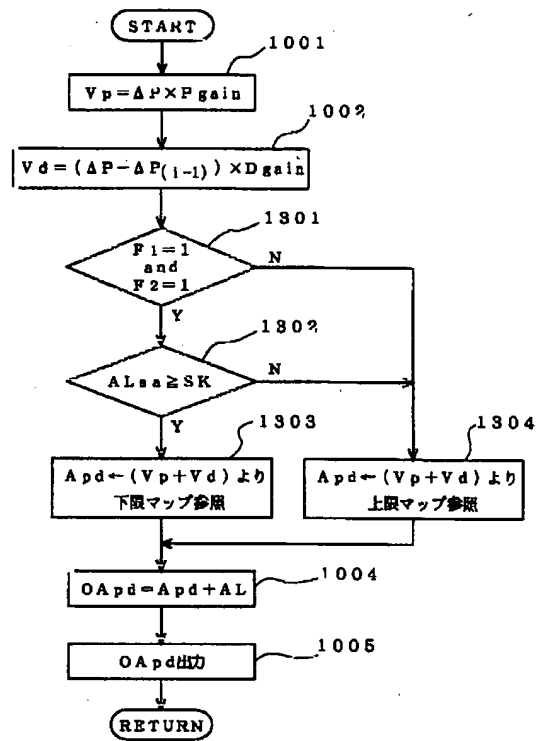 START
1001
Vp=ΔP×Pgain
1002
Vd=(ΔP-ΔP(i-1))×Dgain
1301
F1=1
and
F2=1
N
Y
1302
ALsa≧SK
N
Y
1303
Apd←(Vp+Vd)より
下限マップ参照
1304
Apd←(Vp+Vd)より
上限マップ参照
1004
OApd=Apd+AL
1005
OApd出力
RETURN